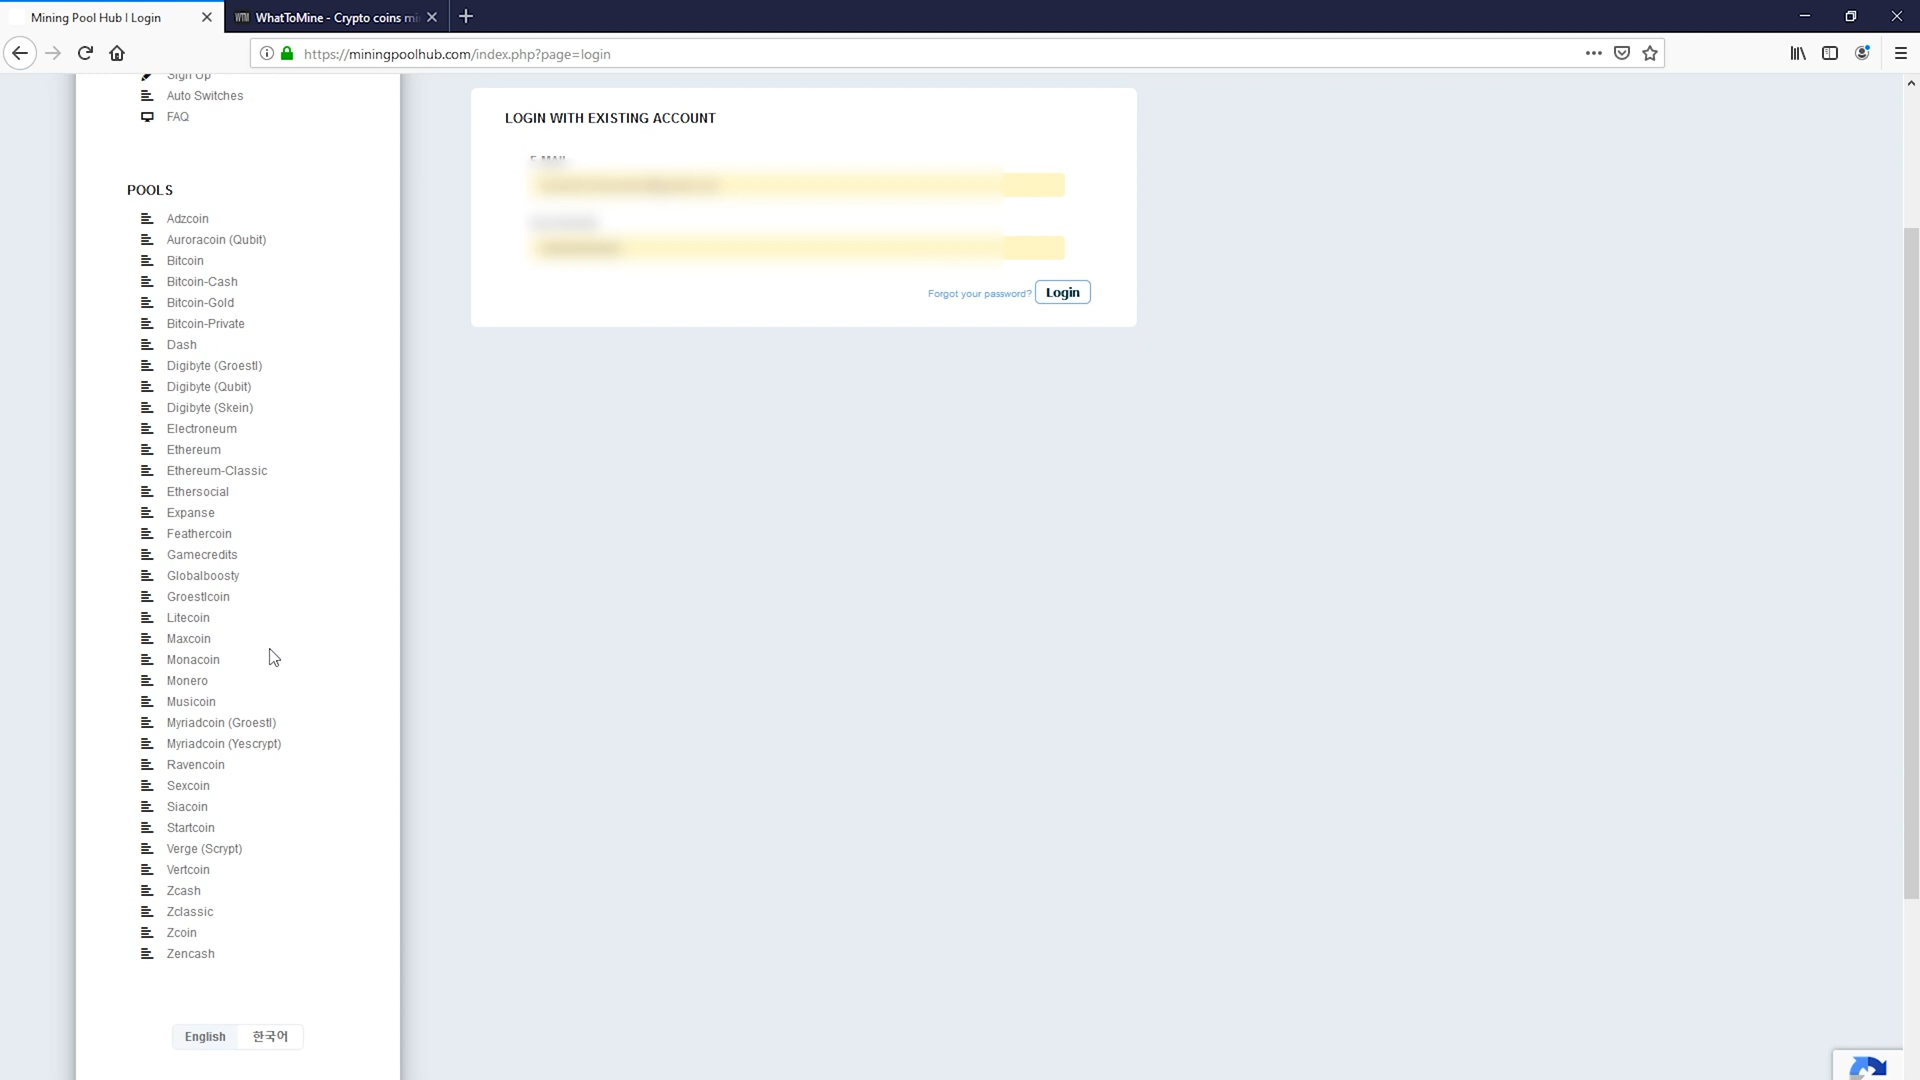 Mining Pool Hub | Login
WhatToMine - Crypto coins mi
https://miningpoolhub.com/index.php?page=login
Sign Up
Auto Switches
FAQ
POOLS
Adzcoin
Auroracoin (Qubit)
Bitcoin
Bitcoin-Cash
Bitcoin-Gold
Bitcoin-Private
Dash
Digibyte (Groestl)
Digibyte (Qubit)
Digibyte (Skein)
Electroneum
Ethereum
Ethereum-Classic
Ethersocial
Expanse
Feathercoin
Gamecredits
Globalboosty
Groestlcoin
Litecoin
Maxcoin
Monacoin
Monero
Musicoin
Myriadcoin (Groestl)
Myriadcoin (Yescrypt)
Ravencoin
Sexcoin
Siacoin
Startcoin
Verge (Scrypt)
Vertcoin
Zcash
Zclassic
Zcoin
Zencash
English 한국어
LOGIN WITH EXISTING ACCOUNT
E-MAIL
Forgot your password? Login